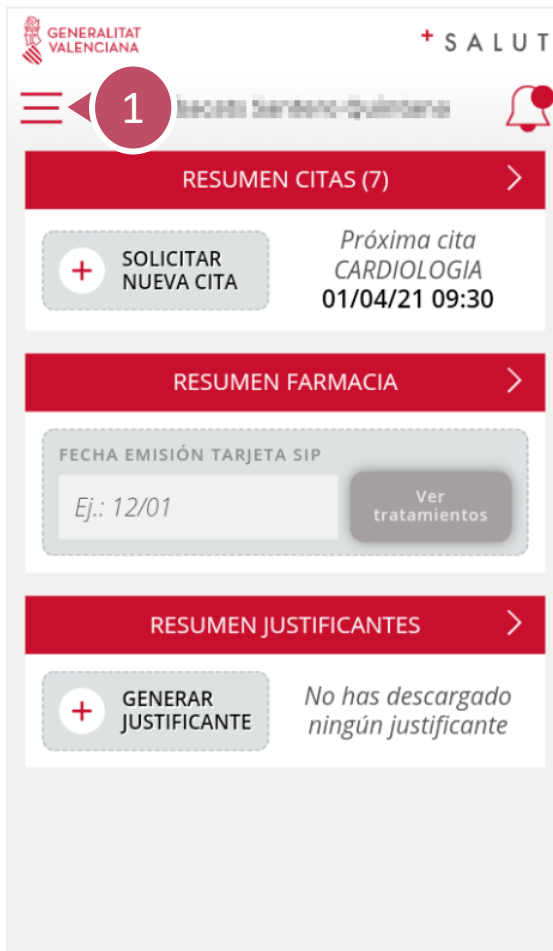 GENERALITAT
VALENCIANA
+ SALUT
1
RESUMEN CITAS (7)
SOLICITAR
NUEVA CITA
Próxima cita
CARDIOLOGIA
01/04/21 09:30
RESUMEN FARMACIA
FECHA EMISIÓN TARJETA SIP
Ej.: 12/01
Ver
tratamientos
RESUMEN JUSTIFICANTES
GENERAR
JUSTIFICANTE
No has descargado
ningún justificante